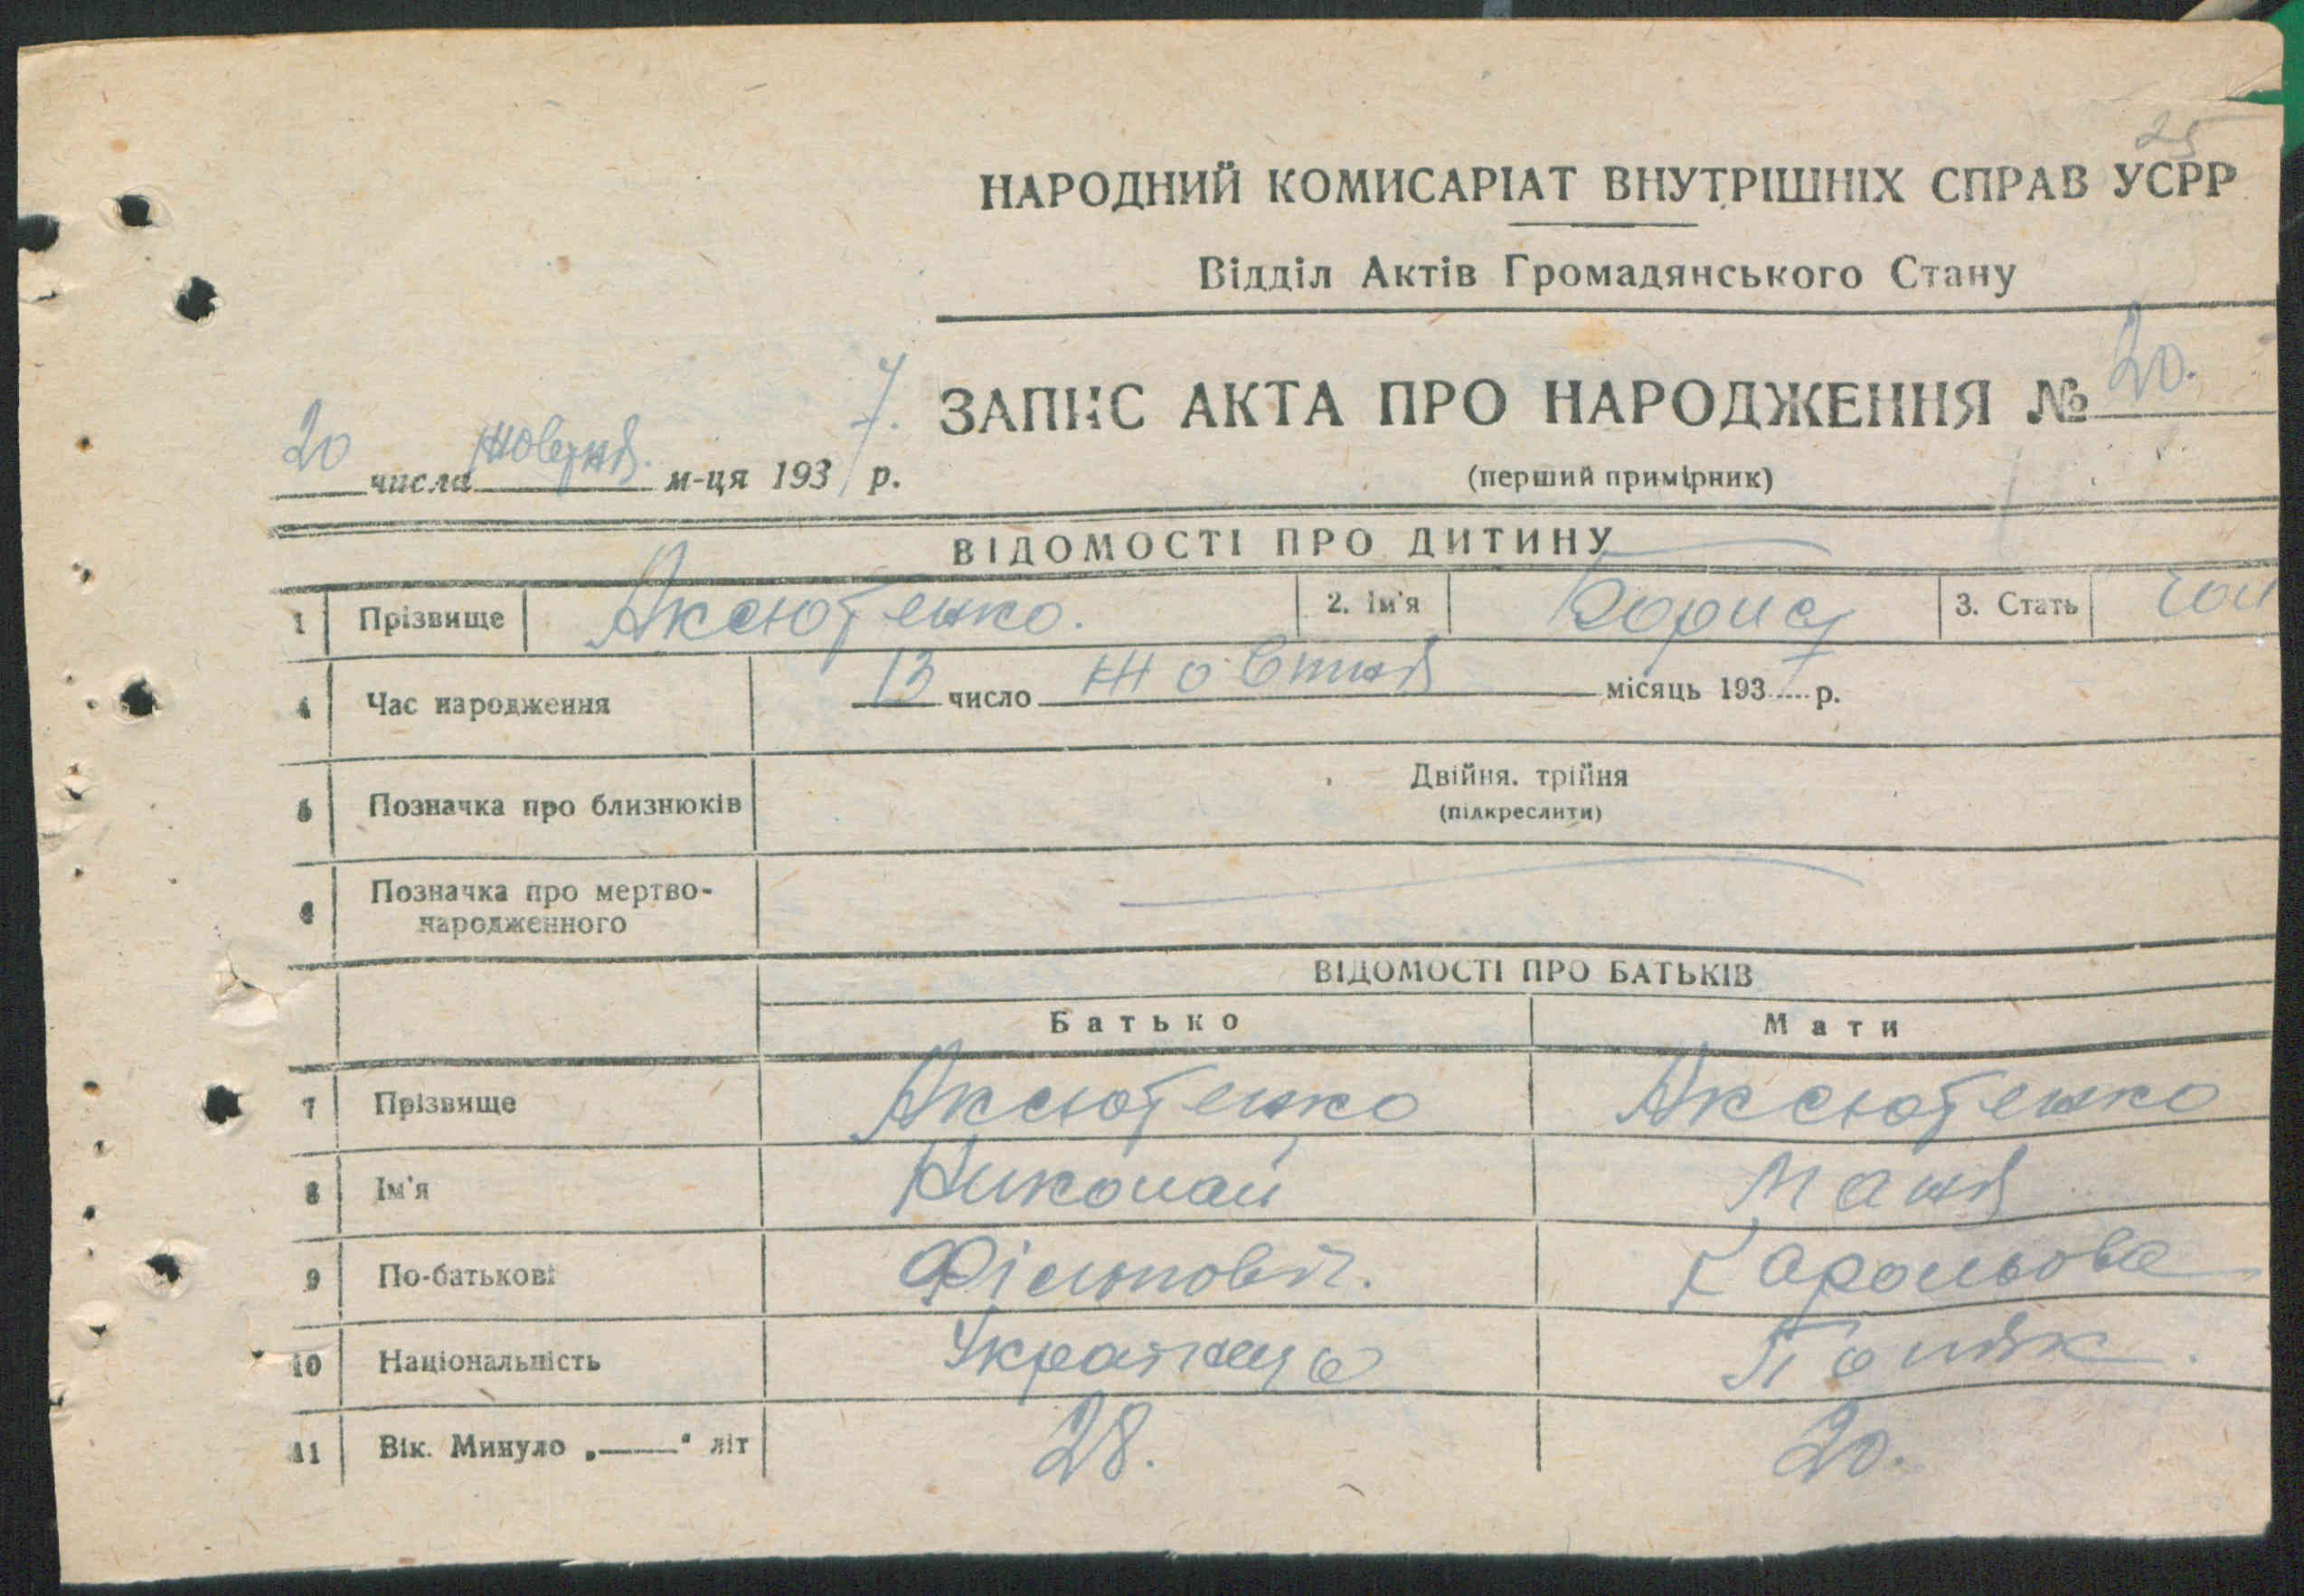 25
НАРОДНИЙ КОМИСАРІАТ ВНУТРІШНІХ СПРАВ УСРР
Відділ Актів Громадянського Стану
ЗАПИС АКТА ПРО НАРОДЖЕННЯ № 20.
20 числа жовтня. м-ця 1937 р.
(перший примірник)
ВІДОМОСТІ ПРО ДИТИНУ
1 Прізвище Аксютенко. 2. Ім'я Борис 3. Стать
4 Час народження 13 число жовтня місяць 1937 р.
5 Позначка про близнюків Двійня. трійня
(підкреслити)
6 Позначка про мертво-
народженного
ВІДОМОСТІ ПРО БАТЬКІВ
Батько Мати
7 Прізвище Аксютенко Аксютенко
8 Ім'я Николай Маня
9 По-батькові Карольова
10 Національність Полячк.
11 Вік. Минуло „——" літ 28. 20.